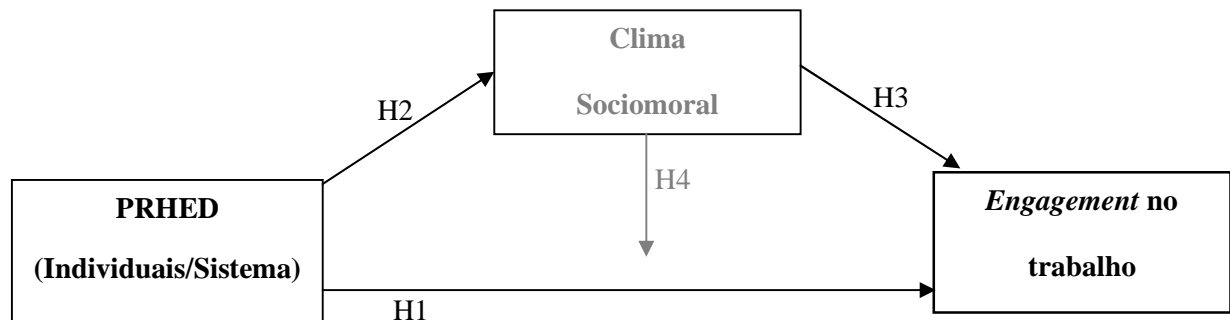 Clima
Sociomoral
H2
H3
H4
PRHED
(Individuais/Sistema)
Engagement no
trabalho
H1